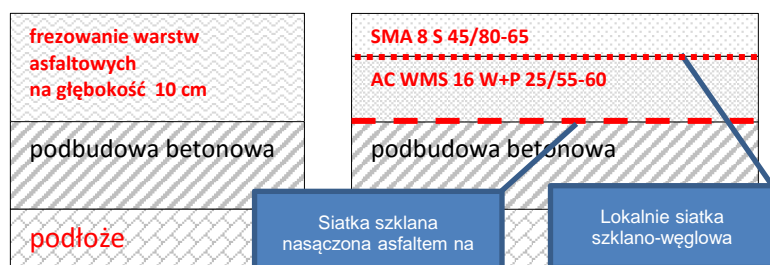 frezowanie warstw
asfaltowych
na głębokość 10 cm
podbudowa betonowa
podłoże
SMA 8 S 45/80-65
AC WMS 16 W+P 25/55-60
podbudowa betonowa
Siatka szklana
nasączona asfaltem na
Lokalnie siatka
szklano-węglowa